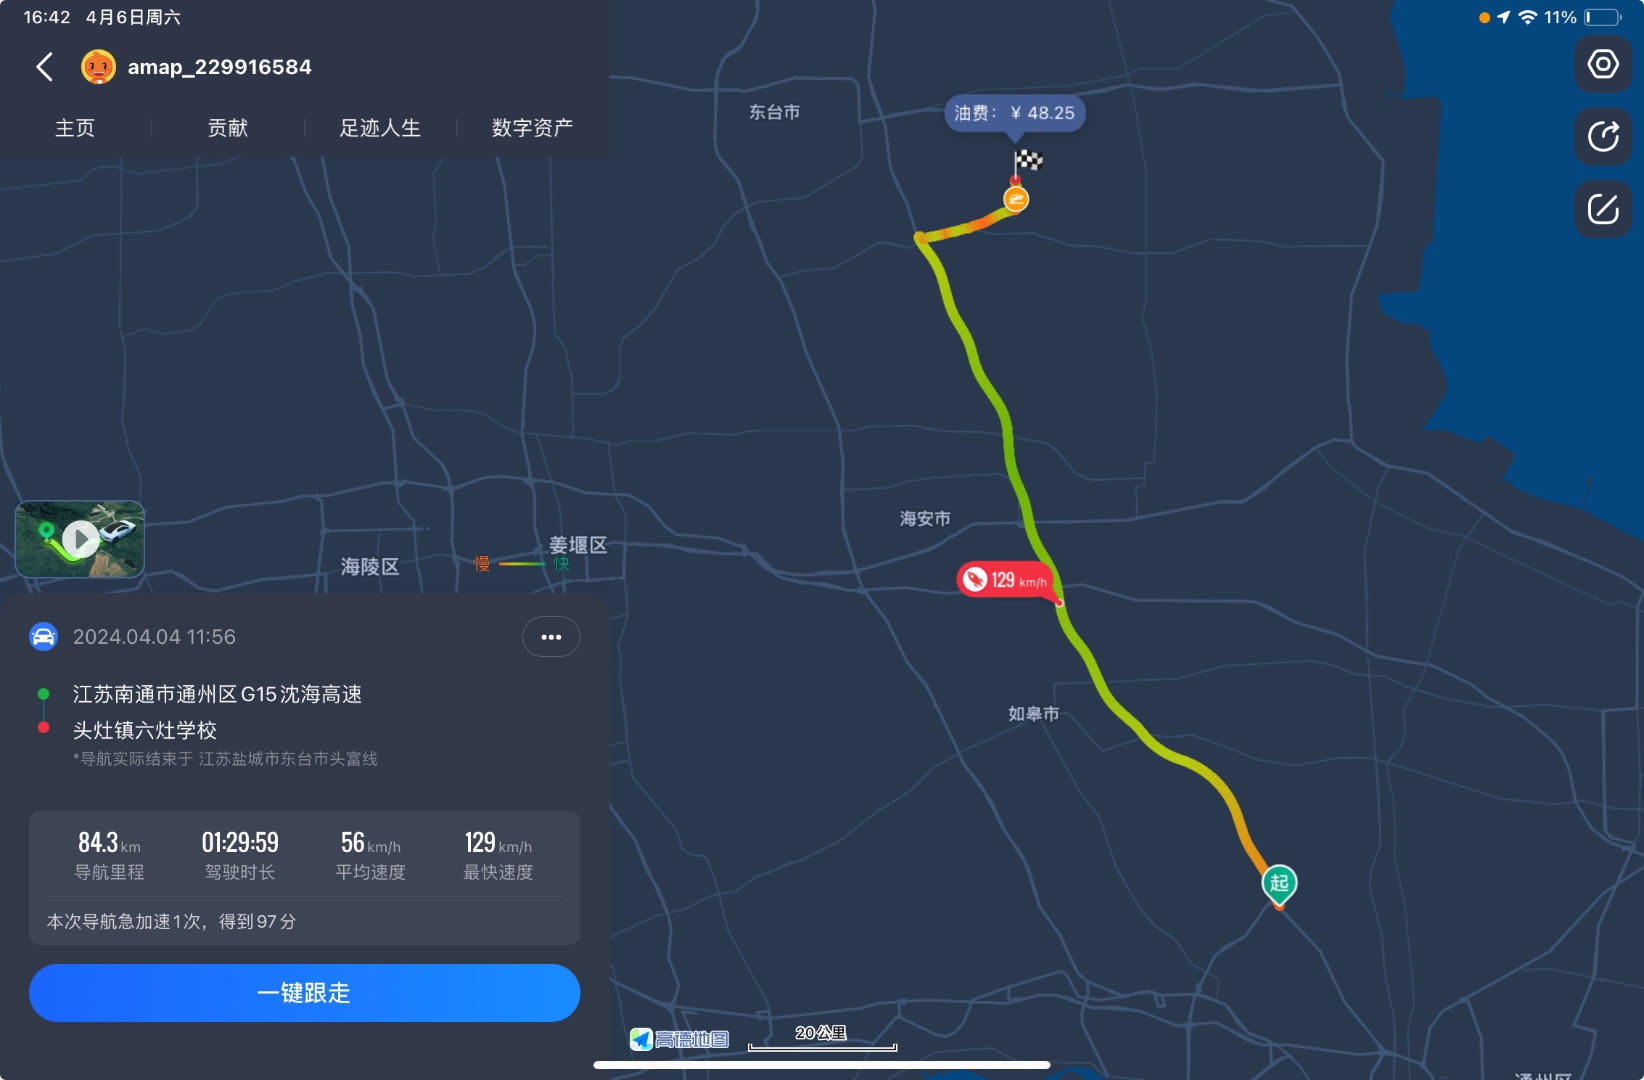 16:42 4月6日周六
11%
amap_229916584
主页 贡献 足迹人生 数字资产
东台市
油费：¥ 48.25
海安市
姜堰区
海陵区
慢 快
129 km/h
如皋市
起
2024.04.04 11:56
江苏南通市通州区G15沈海高速
头灶镇六灶学校
*导航实际结束于 江苏盐城市东台市头富线
84.3 km 01:29:59 56 km/h 129 km/h
导航里程 驾驶时长 平均速度 最快速度
本次导航急加速1次，得到97分
一键跟走
高德地图
20公里
通州区